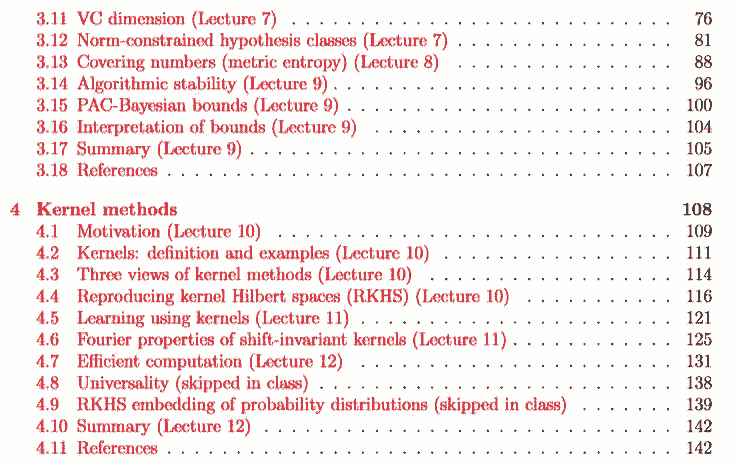 3.11 VC dimension (Lecture 7) . . . . . . . . . . . . . . . . . . . . . . . . . . . . . . 76
3.12 Norm-constrained hypothesis classes (Lecture 7) . . . . . . . . . . . . . . . . . 81
3.13 Covering numbers (metric entropy) (Lecture 8) . . . . . . . . . . . . . . . . . . 88
3.14 Algorithmic stability (Lecture 9) . . . . . . . . . . . . . . . . . . . . . . . . . . . 96
3.15 PAC-Bayesian bounds (Lecture 9) . . . . . . . . . . . . . . . . . . . . . . . . . . 100
3.16 Interpretation of bounds (Lecture 9) . . . . . . . . . . . . . . . . . . . . . . . . 104
3.17 Summary (Lecture 9) . . . . . . . . . . . . . . . . . . . . . . . . . . . . . . . . . 105
3.18 References . . . . . . . . . . . . . . . . . . . . . . . . . . . . . . . . . . . . . . . 107
4 Kernel methods 108
4.1 Motivation (Lecture 10) . . . . . . . . . . . . . . . . . . . . . . . . . . . . . . . 109
4.2 Kernels: definition and examples (Lecture 10) . . . . . . . . . . . . . . . . . . 111
4.3 Three views of kernel methods (Lecture 10) . . . . . . . . . . . . . . . . . . . . 114
4.4 Reproducing kernel Hilbert spaces (RKHS) (Lecture 10) . . . . . . . . . . . . 116
4.5 Learning using kernels (Lecture 11) . . . . . . . . . . . . . . . . . . . . . . . . . 121
4.6 Fourier properties of shift-invariant kernels (Lecture 11) . . . . . . . . . . . . . 125
4.7 Efficient computation (Lecture 12) . . . . . . . . . . . . . . . . . . . . . . . . . 131
4.8 Universality (skipped in class) . . . . . . . . . . . . . . . . . . . . . . . . . . . . 138
4.9 RKHS embedding of probability distributions (skipped in class) . . . . . . . . 139
4.10 Summary (Lecture 12) . . . . . . . . . . . . . . . . . . . . . . . . . . . . . . . . 142
4.11 References . . . . . . . . . . . . . . . . . . . . . . . . . . . . . . . . . . . . . . . 142